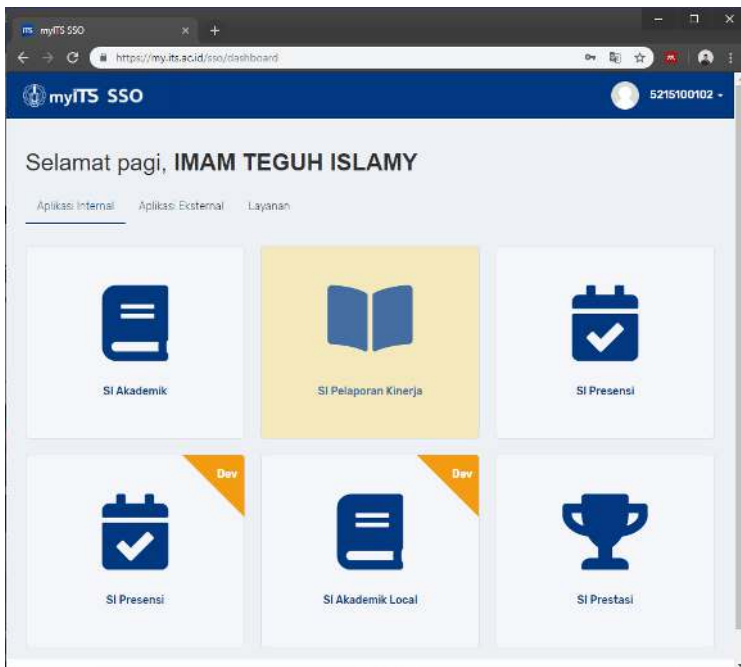 myITS SSO
https://my.its.ac.id/sso/dashboard
myITS SSO
5215100102
Selamat pagi, IMAM TEGUH ISLAMY
Aplikasi Internal Aplikasi Eksternal Layanan
SI Akademik SI Pelaporan Kinerja SI Presensi
Dev Dev
SI Presensi SI Akademik Local SI Prestasi